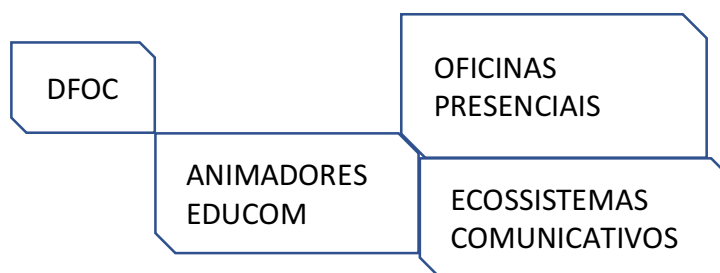 DFOC
ANIMADORES
EDUCOM
OFICINAS
PRESENCIAIS
ECOSSISTEMAS
COMUNICATIVOS